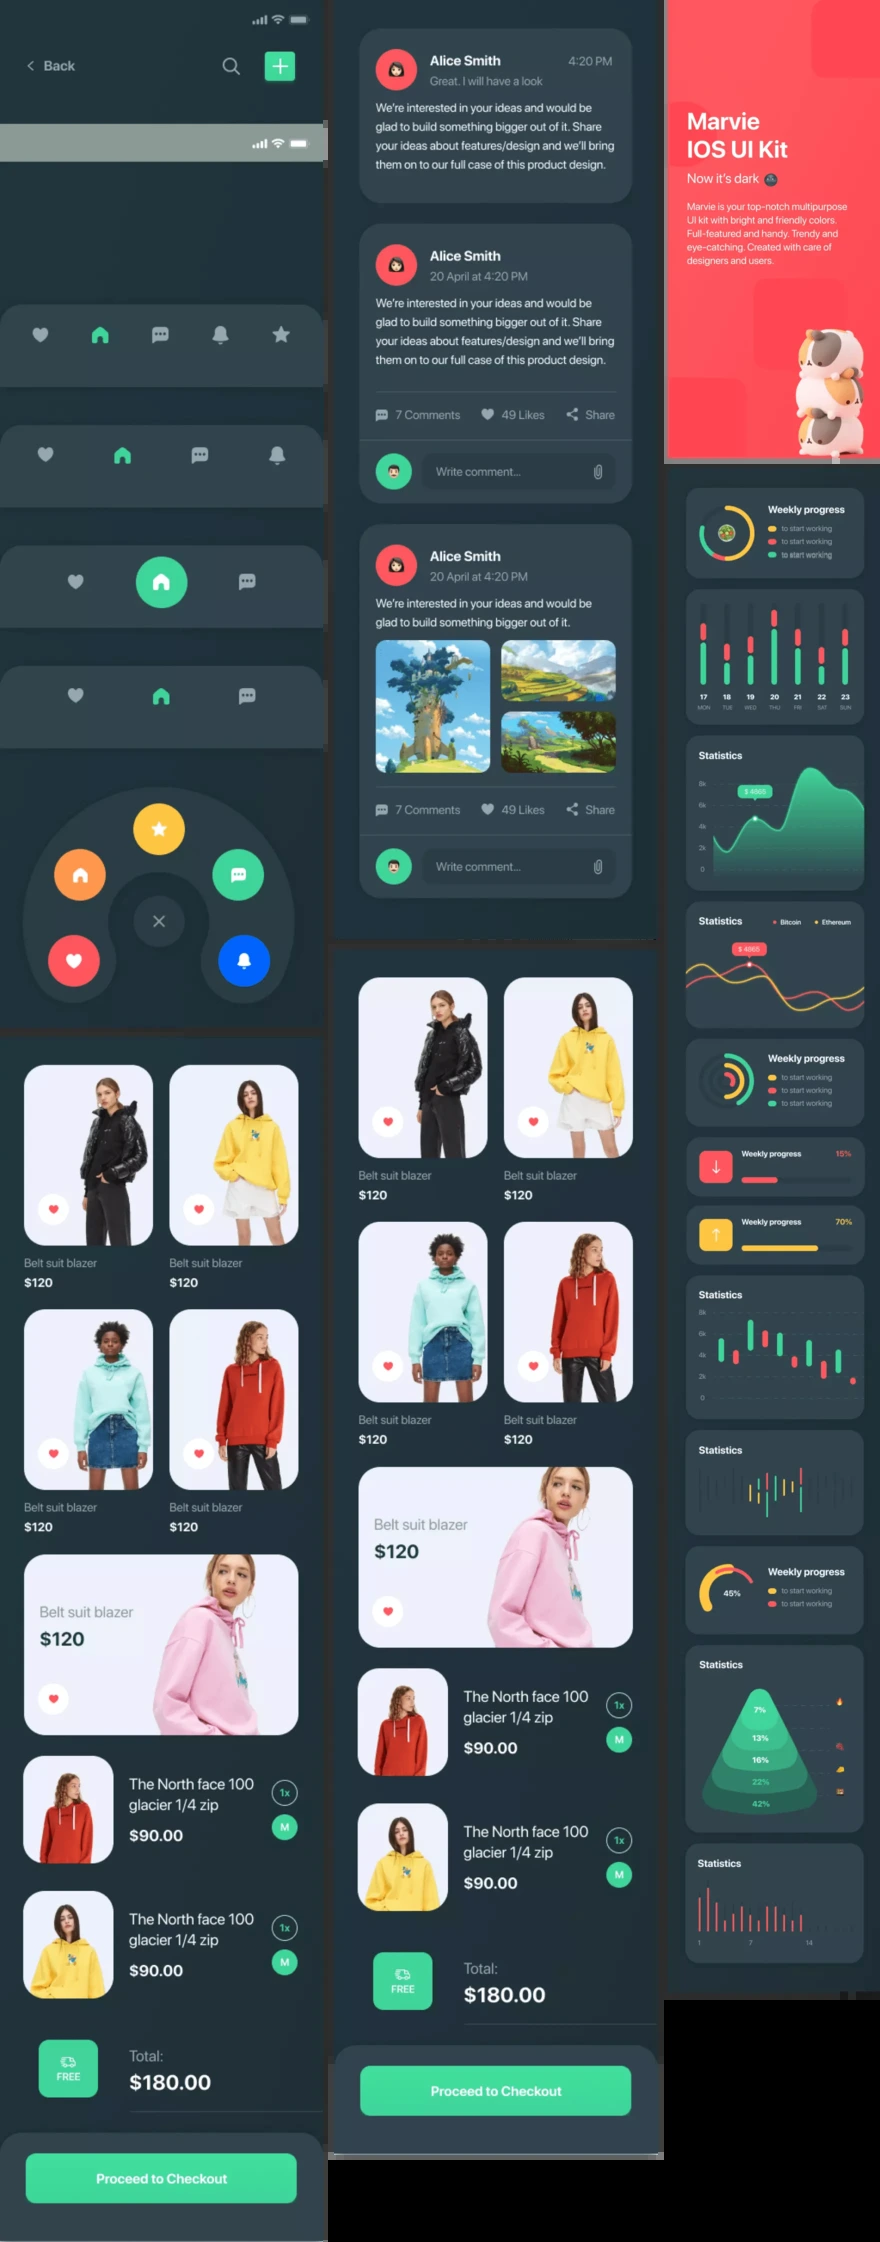 Back
Belt suit blazer
$120
Belt suit blazer
$120
Belt suit blazer
$120
Belt suit blazer
$120
Belt suit blazer
$120
The North face 100
glacier 1/4 zip
$90.00
1x
M
The North face 100
glacier 1/4 zip
$90.00
1x
M
FREE
Total:
$180.00
Proceed to Checkout
Alice Smith
4:20 PM
Great. I will have a look
We're interested in your ideas and would be
glad to build something bigger out of it. Share
your ideas about features/design and we'll bring
them on to our full case of this product design.
Alice Smith
20 April at 4:20 PM
We're interested in your ideas and would be
glad to build something bigger out of it. Share
your ideas about features/design and we'll bring
them on to our full case of this product design.
7 Comments
49 Likes
Share
Write comment...
Alice Smith
20 April at 4:20 PM
We're interested in your ideas and would be
glad to build something bigger out of it.
7 Comments
49 Likes
Share
Write comment...
Belt suit blazer
$120
Belt suit blazer
$120
Belt suit blazer
$120
Belt suit blazer
$120
Belt suit blazer
$120
The North face 100
glacier 1/4 zip
$90.00
1x
M
The North face 100
glacier 1/4 zip
$90.00
1x
M
FREE
Total:
$180.00
Proceed to Checkout
Marvie
IOS UI Kit
Now it's dark
Marvie is your top-notch multipurpose
UI kit with bright and friendly colors.
Full-featured and handy. Trendy and
eye-catching. Created with care of
designers and users.
Weekly progress
to start working
to start working
to start working
17 18 19 20 21 22 23
MON TUE WED THU FRI SAT SUN
Statistics
8k
6k
4k
2k
0
$ 4865
Statistics
Bitcoin
Ethereum
$ 4865
Weekly progress
to start working
to start working
to start working
Weekly progress
15%
Weekly progress
70%
Statistics
8k
6k
4k
2k
0
Statistics
45%
Weekly progress
to start working
to start working
Statistics
7%
13%
16%
22%
42%
Statistics
1 7 14